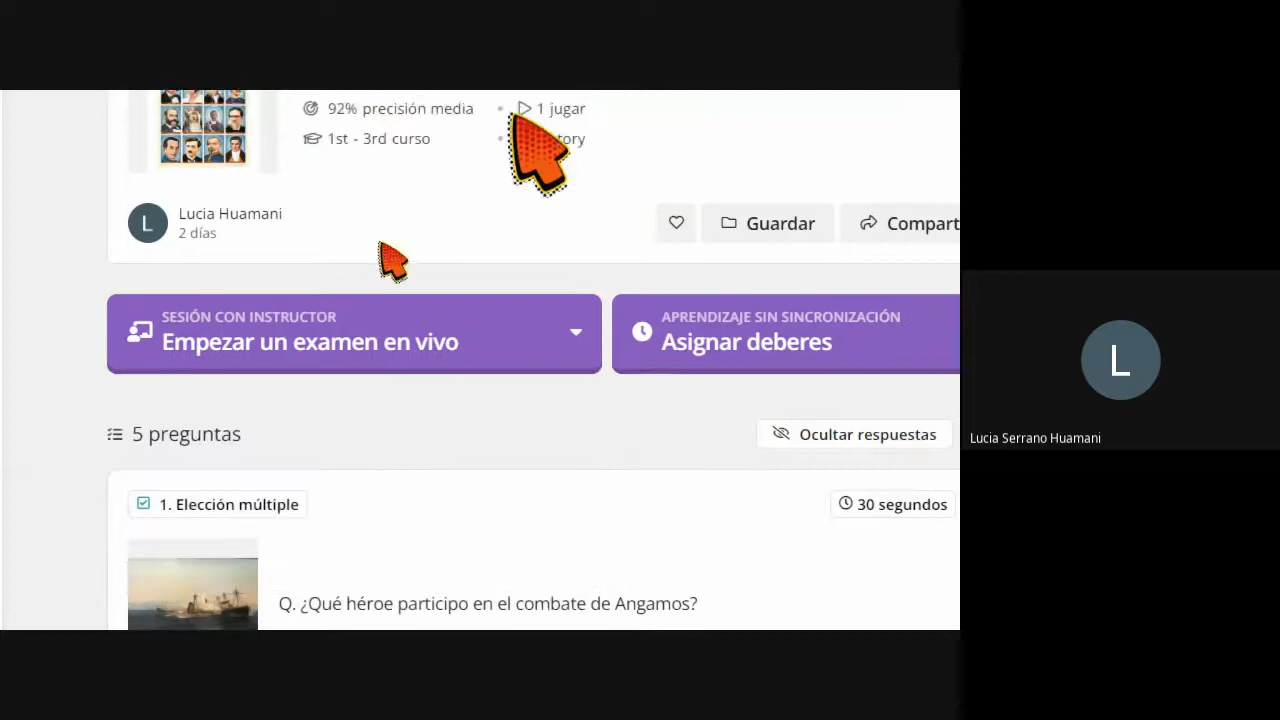 92% precisión media • 1 jugar
1st - 3rd curso • tory
L Lucia Huamani
2 días
Guardar Compart
SESIÓN CON INSTRUCTOR
Empezar un examen en vivo
APRENDIZAJE SIN SINCRONIZACIÓN
Asignar deberes
5 preguntas
Ocultar respuestas
1. Elección múltiple
30 segundos
Q. ¿Qué héroe participo en el combate de Angamos?
L
Lucia Serrano Huamani